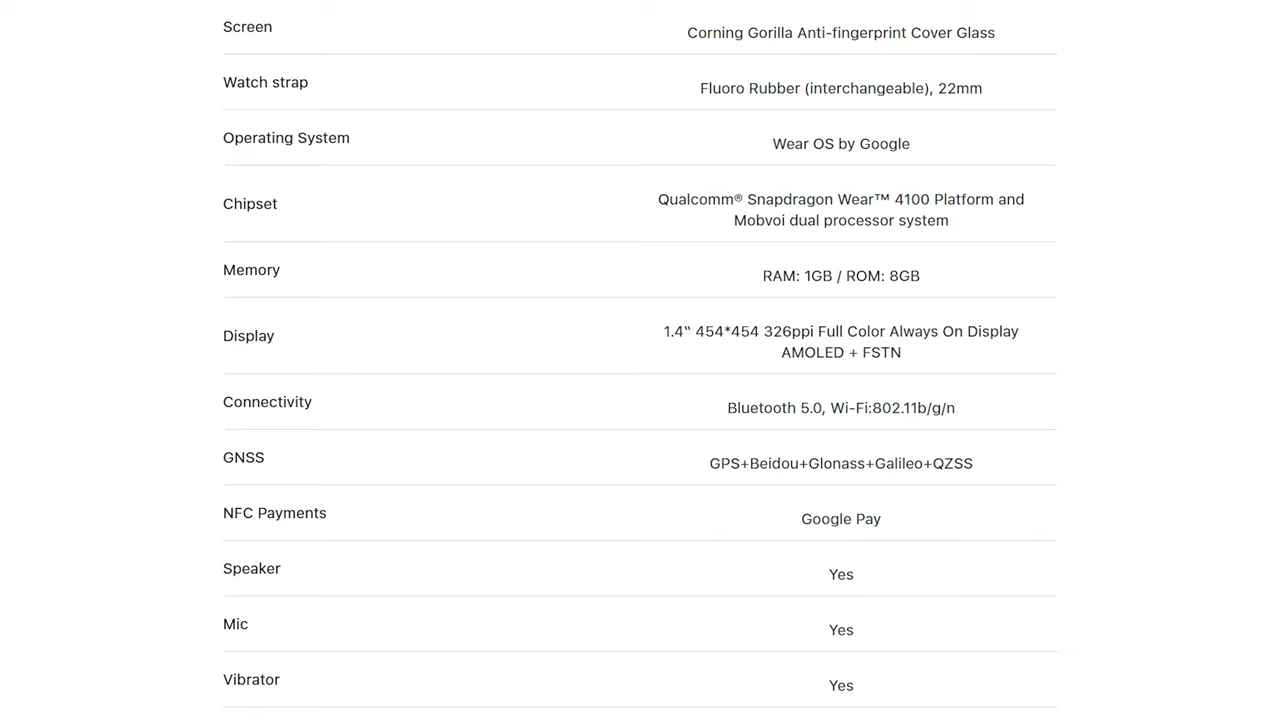 Screen
Corning Gorilla Anti-fingerprint Cover Glass
Watch strap
Fluoro Rubber (interchangeable), 22mm
Operating System
Wear OS by Google
Chipset
Qualcomm® Snapdragon Wear™ 4100 Platform and
Mobvoi dual processor system
Memory
RAM: 1GB / ROM: 8GB
Display
1.4“ 454*454 326ppi Full Color Always On Display
AMOLED + FSTN
Connectivity
Bluetooth 5.0, Wi-Fi:802.11b/g/n
GNSS
GPS+Beidou+Glonass+Galileo+QZSS
NFC Payments
Google Pay
Speaker
Yes
Mic
Yes
Vibrator
Yes